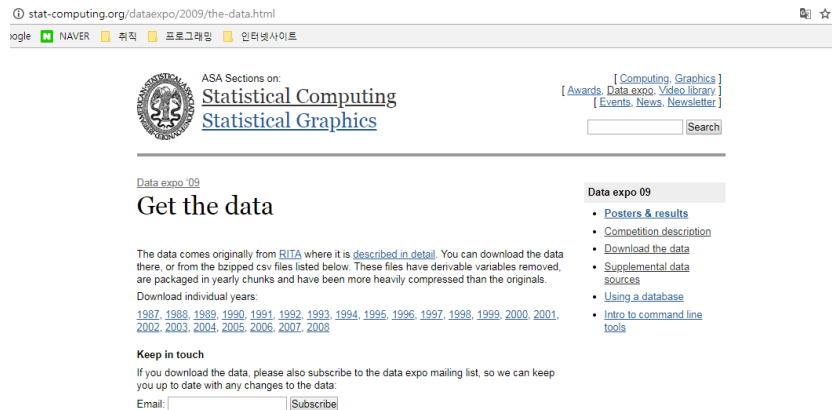 stat-computing.org/dataexpo/2009/the-data.html
NAVER 취직 프로그래밍 인터넷사이트
ASA Sections on:
Statistical Computing
Statistical Graphics
[ Computing, Graphics ]
[ Awards, Data expo, Video library ]
[ Events, News, Newsletter ]
Search
Data expo '09
Get the data
The data comes originally from RITA where it is described in detail. You can download the data
there, or from the bzipped csv files listed below. These files have derivable variables removed,
are packaged in yearly chunks and have been more heavily compressed than the originals.
Download individual years:
1987, 1988, 1989, 1990, 1991, 1992, 1993, 1994, 1995, 1996, 1997, 1998, 1999, 2000, 2001,
2002, 2003, 2004, 2005, 2006, 2007, 2008
Keep in touch
If you download the data, please also subscribe to the data expo mailing list, so we can keep
you up to date with any changes to the data:
Email: Subscribe
Data expo 09
Posters & results
Competition description
Download the data
Supplemental data
sources
Using a database
Intro to command line
tools